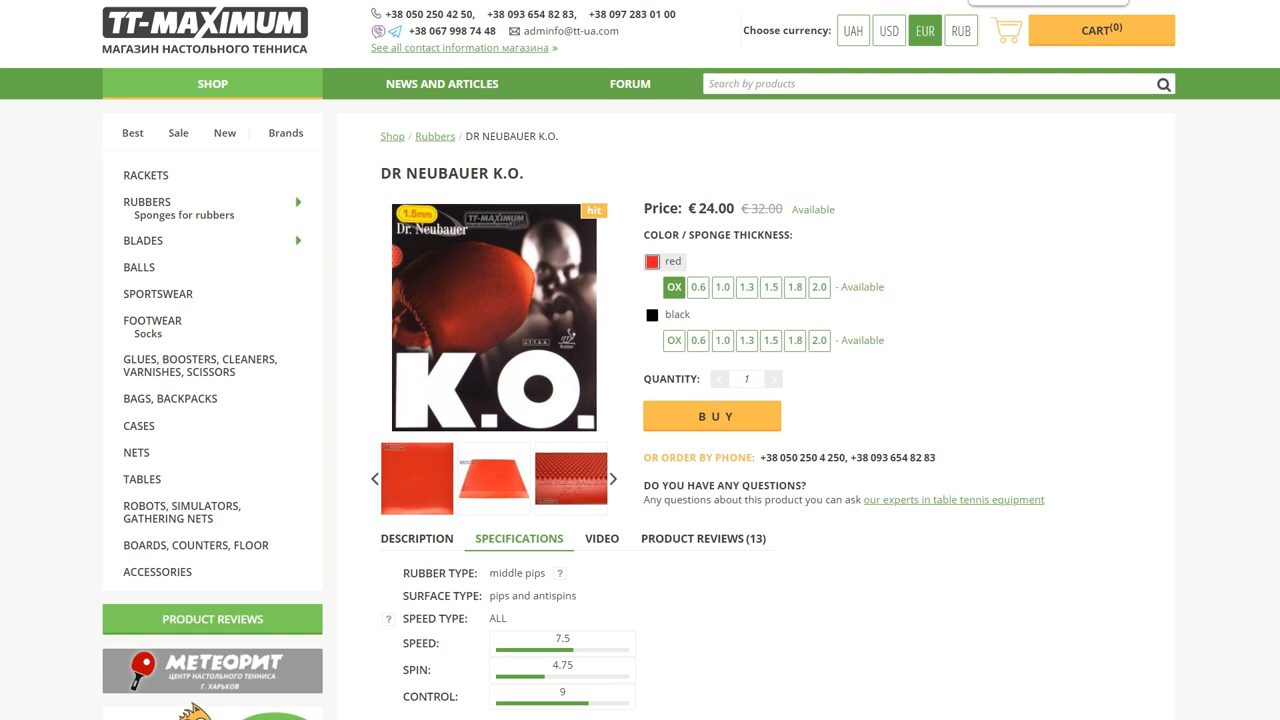 TT-MAXIMUM
МАГАЗИН НАСТОЛЬНОГО ТЕННИСА
+38 050 250 42 50, +38 093 654 82 83, +38 097 283 01 00
+38 067 998 74 48 adminfo@tt-ua.com
See all contact information магазина »
Choose currency: UAH USD EUR RUB
CART(0)
SHOP NEWS AND ARTICLES FORUM Search by products
Best Sale New Brands
RACKETS
RUBBERS
Sponges for rubbers
BLADES
BALLS
SPORTSWEAR
FOOTWEAR
Socks
GLUES, BOOSTERS, CLEANERS,
VARNISHES, SCISSORS
BAGS, BACKPACKS
CASES
NETS
TABLES
ROBOTS, SIMULATORS,
GATHERING NETS
BOARDS, COUNTERS, FLOOR
ACCESSORIES
PRODUCT REVIEWS
МЕТЕОРИТ
ЦЕНТР НАСТОЛЬНОГО ТЕННИСА
Г. ХАРЬКОВ
Shop / Rubbers / DR NEUBAUER K.O.
DR NEUBAUER K.O.
1.5mm
TT-MAXIMUM
hit
Dr. Neubauer
K.O.
Price: € 24.00 € 32.00 Available
COLOR / SPONGE THICKNESS:
red
OX 0.6 1.0 1.3 1.5 1.8 2.0 - Available
black
OX 0.6 1.0 1.3 1.5 1.8 2.0 - Available
QUANTITY: < 1 >
BUY
OR ORDER BY PHONE: +38 050 250 4 250, +38 093 654 82 83
DO YOU HAVE ANY QUESTIONS?
Any questions about this product you can ask our experts in table tennis equipment
DESCRIPTION SPECIFICATIONS VIDEO PRODUCT REVIEWS (13)
RUBBER TYPE: middle pips ?
SURFACE TYPE: pips and antispins
? SPEED TYPE: ALL
SPEED: 7.5
SPIN: 4.75
CONTROL: 9